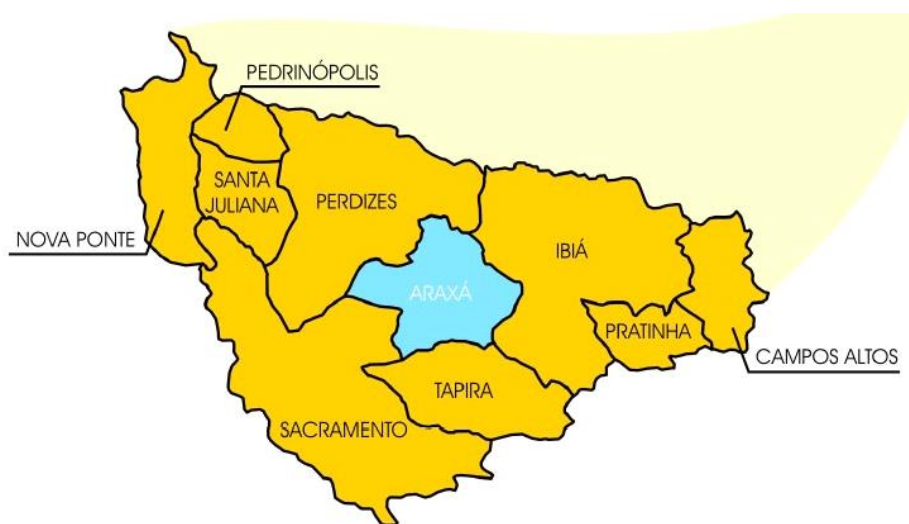 PEDRINÓPOLIS
SANTA
JULIANA
PERDIZES
NOVA PONTE
IBIÁ
ARAXÁ
PRATINHA
CAMPOS ALTOS
TAPIRA
SACRAMENTO